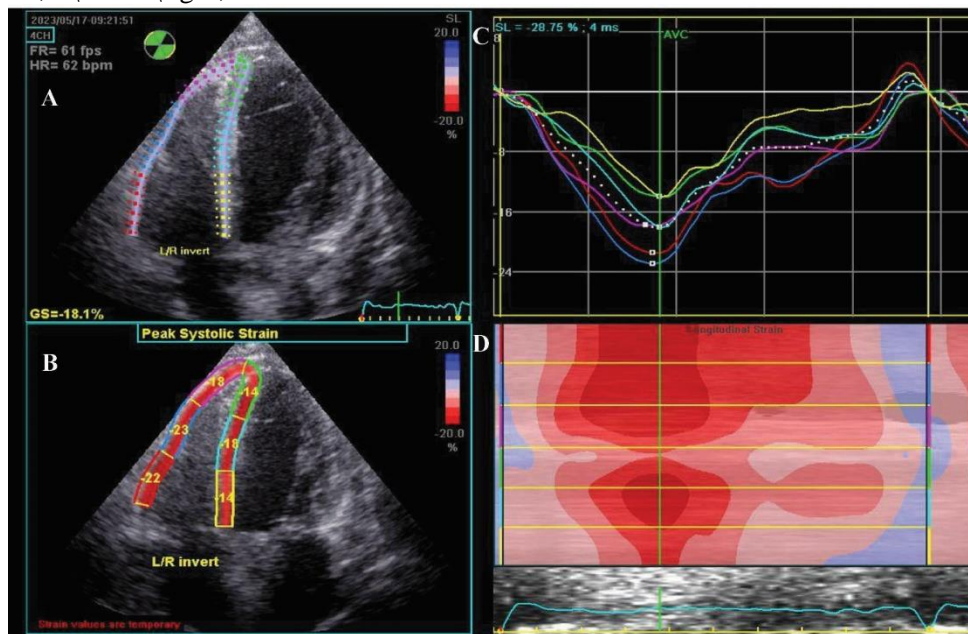 2023/05/17-09:21:51
4CH
FR= 61 fps
HR= 62 bpm
A
SL
20.0
-20.0
%
L/R invert
GS=-18.1%
Peak Systolic Strain
B
20.0
-20.0
%
-18
-14
-23
-18
-22
-14
L/R invert
Strain values are temporary
C
SL = -28.75 % ; 4 ms
AVC
-8
-16
-24
D
Longitudinal Strain